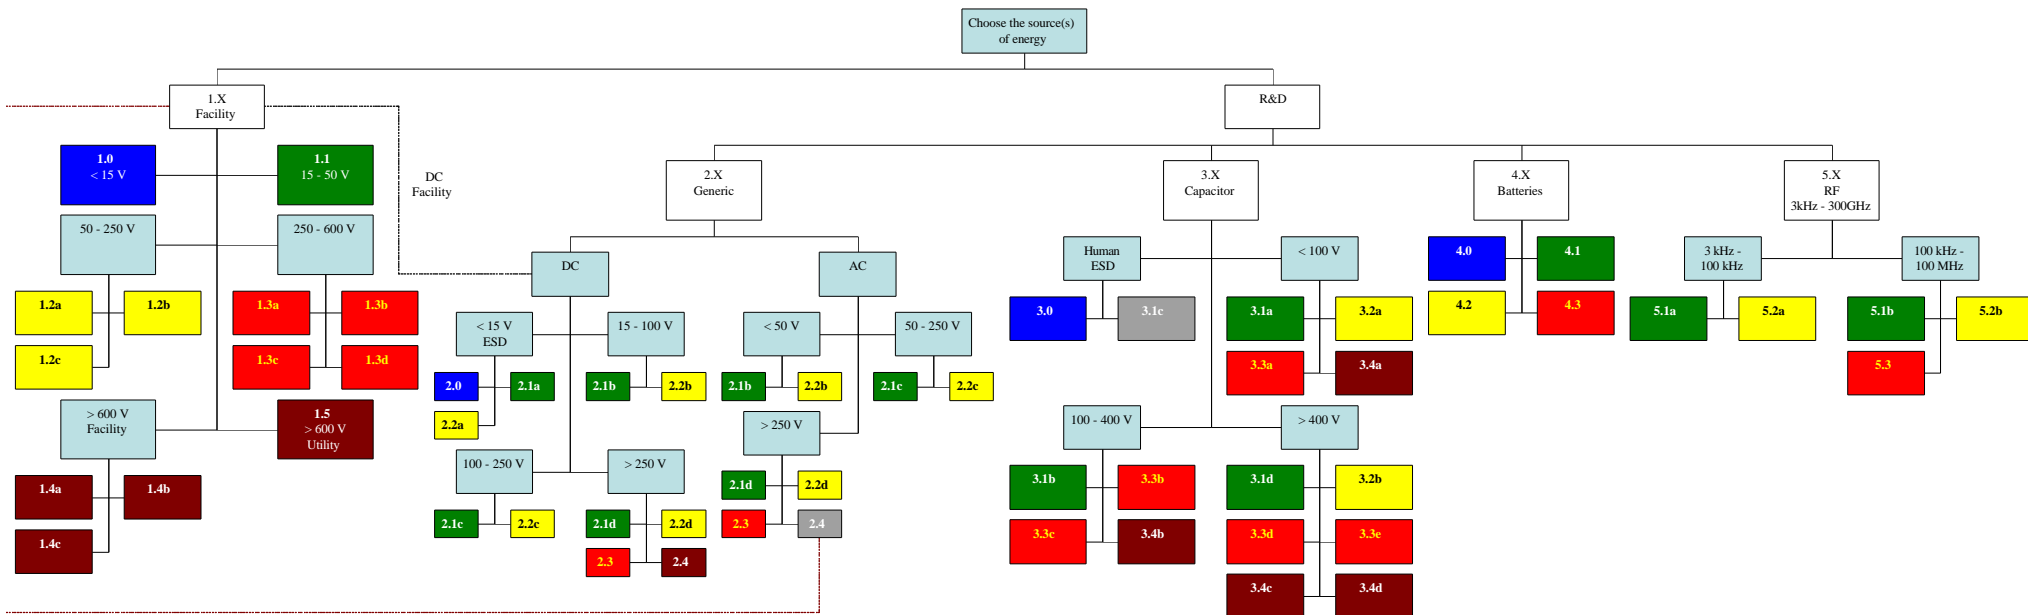 Choose the source(s)
of energy
1.X
Facility
R&D
1.0
< 15 V
1.1
15 - 50 V
DC
Facility
50 - 250 V
250 - 600 V
1.2a
1.2b
1.2c
1.3a
1.3b
1.3c
1.3d
> 600 V
Facility
1.5
> 600 V
Utility
1.4a
1.4b
1.4c
2.X
Generic
DC
AC
< 15 V
ESD
15 - 100 V
2.0
2.1a
2.2a
2.1b
2.2b
100 - 250 V
> 250 V
2.1c
2.2c
2.1d
2.2d
2.3
2.4
< 50 V
50 - 250 V
2.1b
2.2b
2.1c
2.2c
> 250 V
2.1d
2.2d
2.3
2.4
3.X
Capacitor
Human
ESD
< 100 V
3.0
3.1c
3.1a
3.2a
3.3a
3.4a
100 - 400 V
> 400 V
3.1b
3.3b
3.3c
3.4b
3.1d
3.2b
3.3d
3.3e
3.4c
3.4d
4.X
Batteries
4.0
4.1
4.2
4.3
5.X
RF
3kHz - 300GHz
3 kHz -
100 kHz
100 kHz -
100 MHz
5.1a
5.2a
5.1b
5.2b
5.3